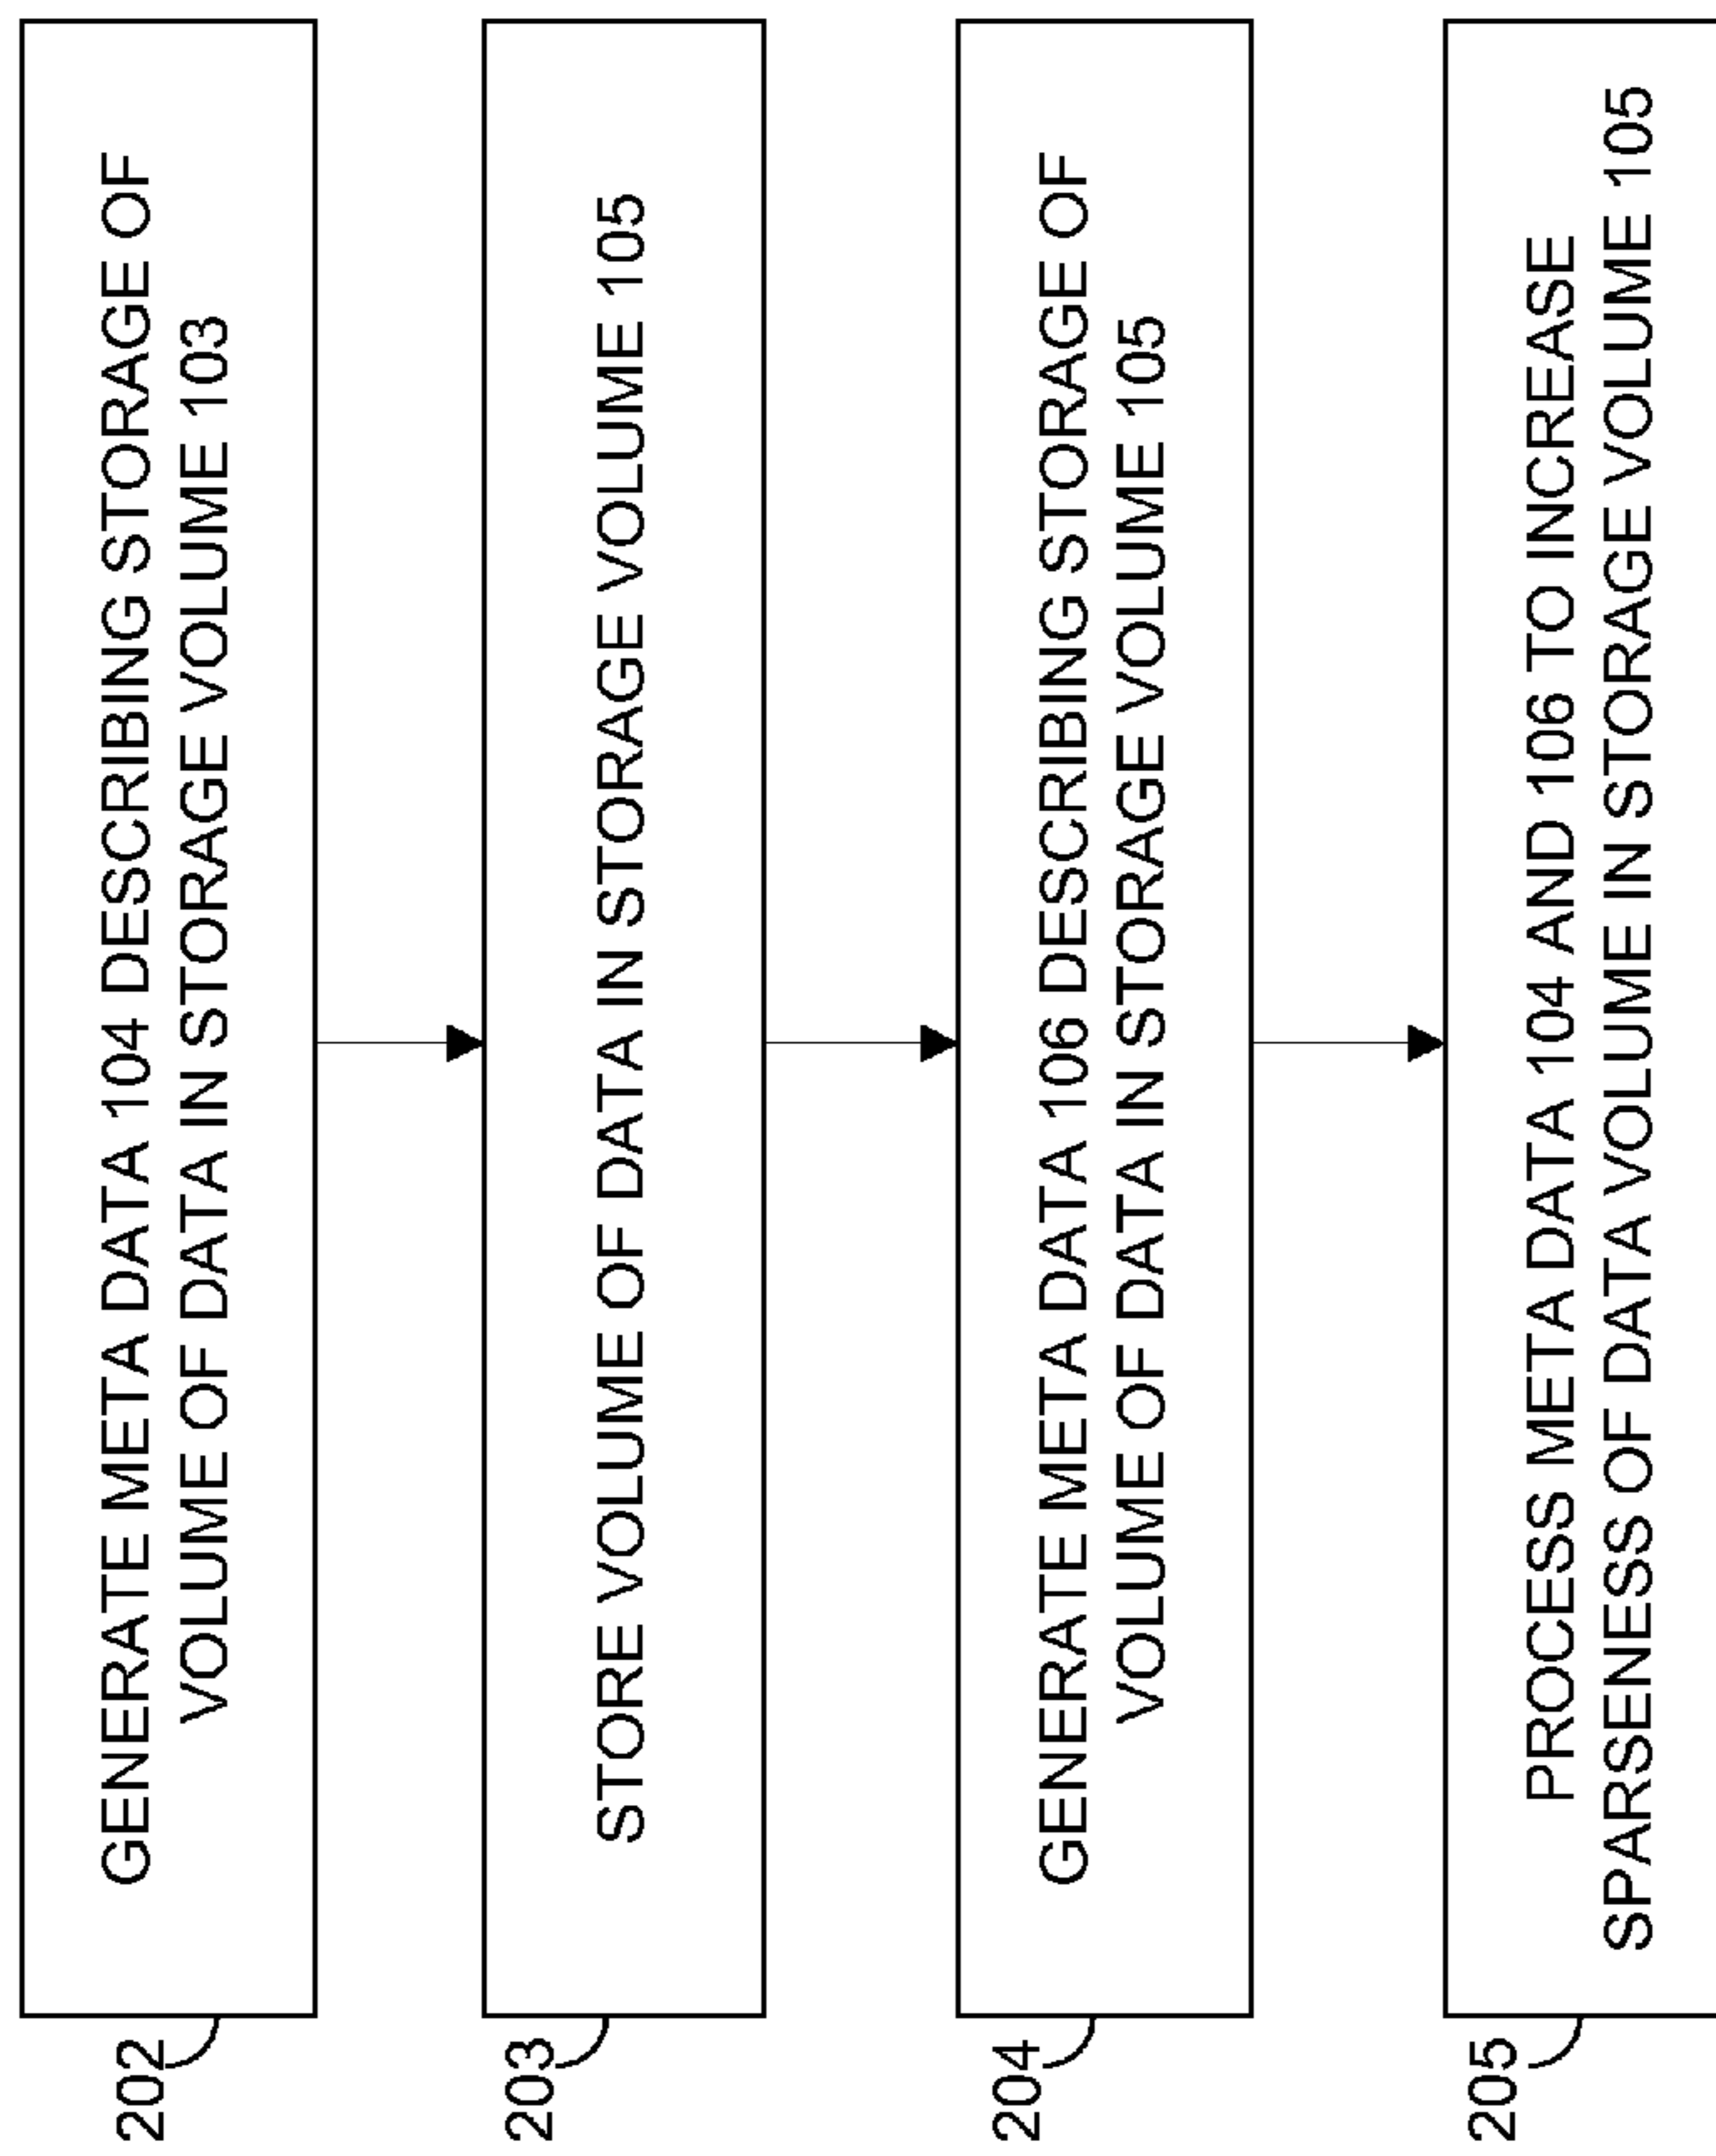 202
GENERATE META DATA 104 DESCRIBING STORAGE OF
VOLUME OF DATA IN STORAGE VOLUME 103
203
STORE VOLUME OF DATA IN STORAGE VOLUME 105
204
GENERATE META DATA 106 DESCRIBING STORAGE OF
VOLUME OF DATA IN STORAGE VOLUME 105
205
PROCESS META DATA 104 AND 106 TO INCREASE
SPARSENESS OF DATA VOLUME IN STORAGE VOLUME 105